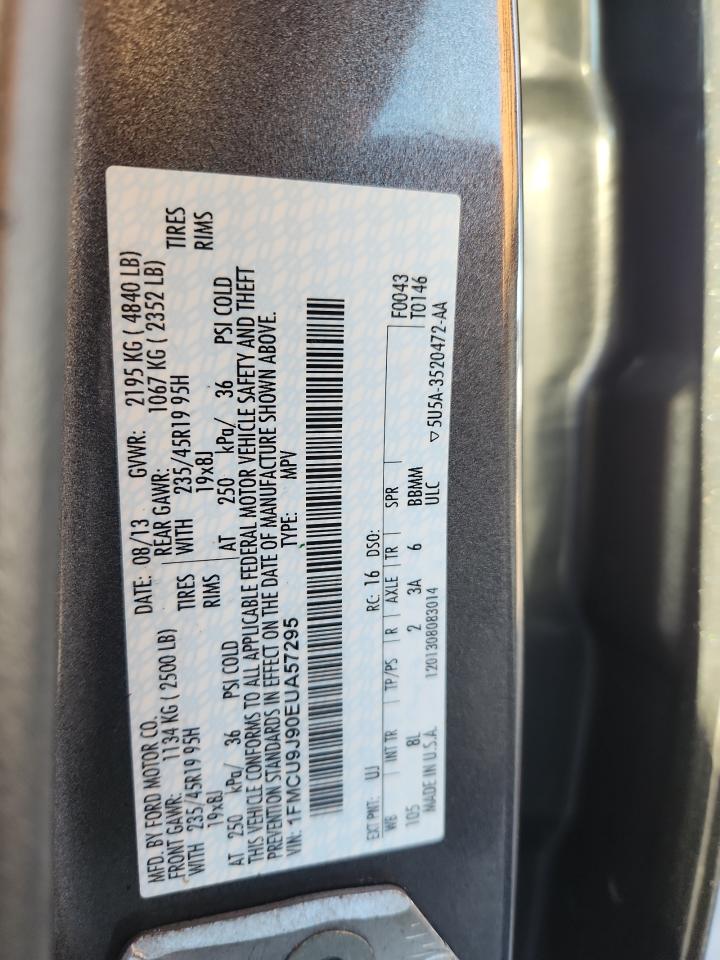 MFD. BY FORD MOTOR CO. DATE: 08/13 GVWR: 2195 KG ( 4840 LB)
FRONT GAWR: 1134 KG ( 2500 LB) REAR GAWR: 1067 KG ( 2352 LB)
WITH 235/45R19 95H TIRES WITH 235/45R19 95H TIRES
19x8J RIMS 19x8J RIMS
AT 250 kPa/ 36 PSI COLD AT 250 kPa/ 36 PSI COLD
THIS VEHICLE CONFORMS TO ALL APPLICABLE FEDERAL MOTOR VEHICLE SAFETY AND THEFT
PREVENTION STANDARDS IN EFFECT ON THE DATE OF MANUFACTURE SHOWN ABOVE.
VIN: 1FMCU9J90EUA57295 TYPE: MPV
EXT PNT: UJ RC: 16 DSO: F0043
WB INT TR TP/PS R AXLE TR SPR T0146
105 8L 2 3A 6 BBMM
MADE IN U.S.A. 1201308083014 ULC ▽5U5A-3520472-AA